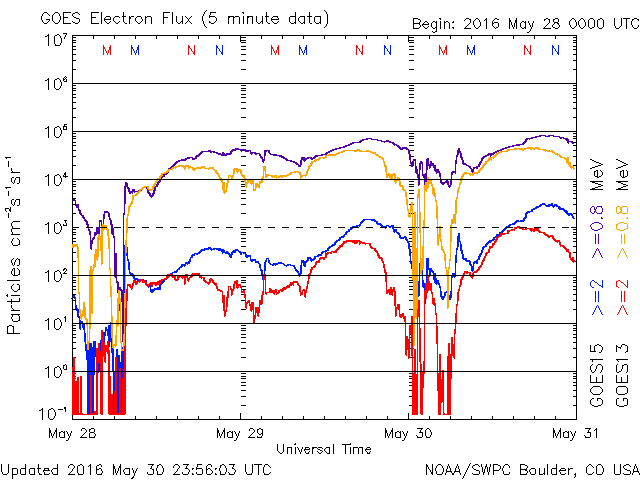 GOES Electron Flux (5 minute data)
Begin: 2016 May 28 0000 UTC
10⁷
M M N N M M N N M M N N
10⁶
10⁵
10⁴
10³
10²
10¹
10⁰
10⁻¹
Particles cm⁻²s⁻¹sr⁻¹
May 28 May 29 May 30 May 31
Universal Time
GOES15 >=2 >=0.8 MeV
GOES13 >=2 >=0.8 MeV
Updated 2016 May 30 23:56:03 UTC
NOAA/SWPC Boulder, CO USA